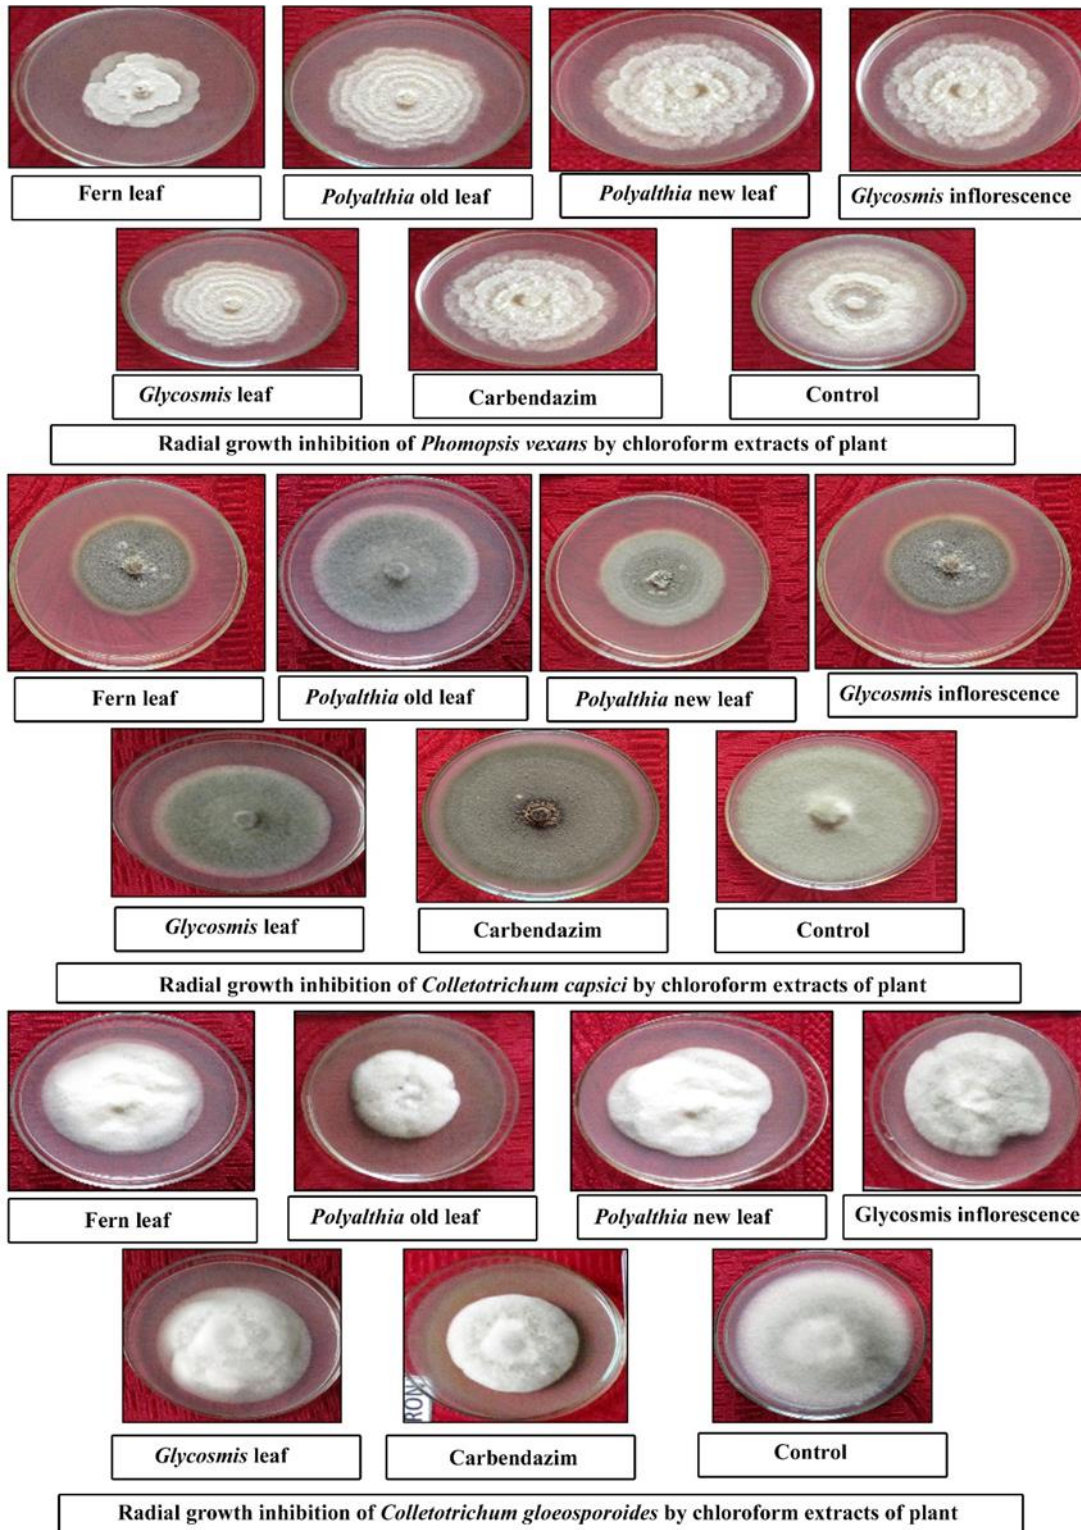 Fern leaf
Polyalthia old leaf
Polyalthia new leaf
Glycosmis inflorescence
Glycosmis leaf
Carbendazim
Control
Radial growth inhibition of Phomopsis vexans by chloroform extracts of plant
Fern leaf
Polyalthia old leaf
Polyalthia new leaf
Glycosmis inflorescence
Glycosmis leaf
Carbendazim
Control
Radial growth inhibition of Colletotrichum capsici by chloroform extracts of plant
Fern leaf
Polyalthia old leaf
Polyalthia new leaf
Glycosmis inflorescence
RON
Glycosmis leaf
Carbendazim
Control
Radial growth inhibition of Colletotrichum gloeosporoides by chloroform extracts of plant